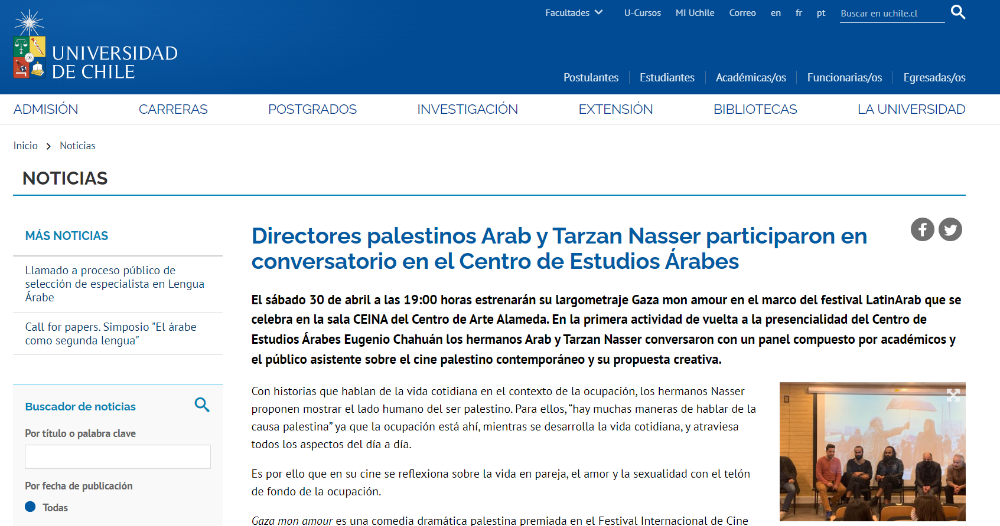 Facultades
U-Cursos
Mi Uchile
Correo
en
fr
pt
Buscar en uchile.cl
UNIVERSIDAD
DE CHILE
Postulantes
Estudiantes
Académicas/os
Funcionarias/os
Egresadas/os
ADMISIÓN
CARRERAS
POSTGRADOS
INVESTIGACIÓN
EXTENSIÓN
BIBLIOTECAS
LA UNIVERSIDAD
Inicio > Noticias
NOTICIAS
MÁS NOTICIAS
Llamado a proceso público de
selección de especialista en Lengua
Árabe
Call for papers. Simposio "El árabe
como segunda lengua"
Buscador de noticias
Por título o palabra clave
Por fecha de publicación
Todas
Directores palestinos Arab y Tarzan Nasser participaron en
conversatorio en el Centro de Estudios Árabes
El sábado 30 de abril a las 19:00 horas estrenarán su largometraje Gaza mon amour en el marco del festival LatinArab que se
celebra en la sala CEINA del Centro de Arte Alameda. En la primera actividad de vuelta a la presencialidad del Centro de
Estudios Árabes Eugenio Chahuán los hermanos Arab y Tarzan Nasser conversaron con un panel compuesto por académicos y
el público asistente sobre el cine palestino contemporáneo y su propuesta creativa.
Con historias que hablan de la vida cotidiana en el contexto de la ocupación, los hermanos Nasser
proponen mostrar el lado humano del ser palestino. Para ellos, “hay muchas maneras de hablar de la
causa palestina” ya que la ocupación está ahí, mientras se desarrolla la vida cotidiana, y atraviesa
todos los aspectos del día a día.
Es por ello que en su cine se reflexiona sobre la vida en pareja, el amor y la sexualidad con el telón
de fondo de la ocupación.
Gaza mon amour es una comedia dramática palestina premiada en el Festival Internacional de Cine